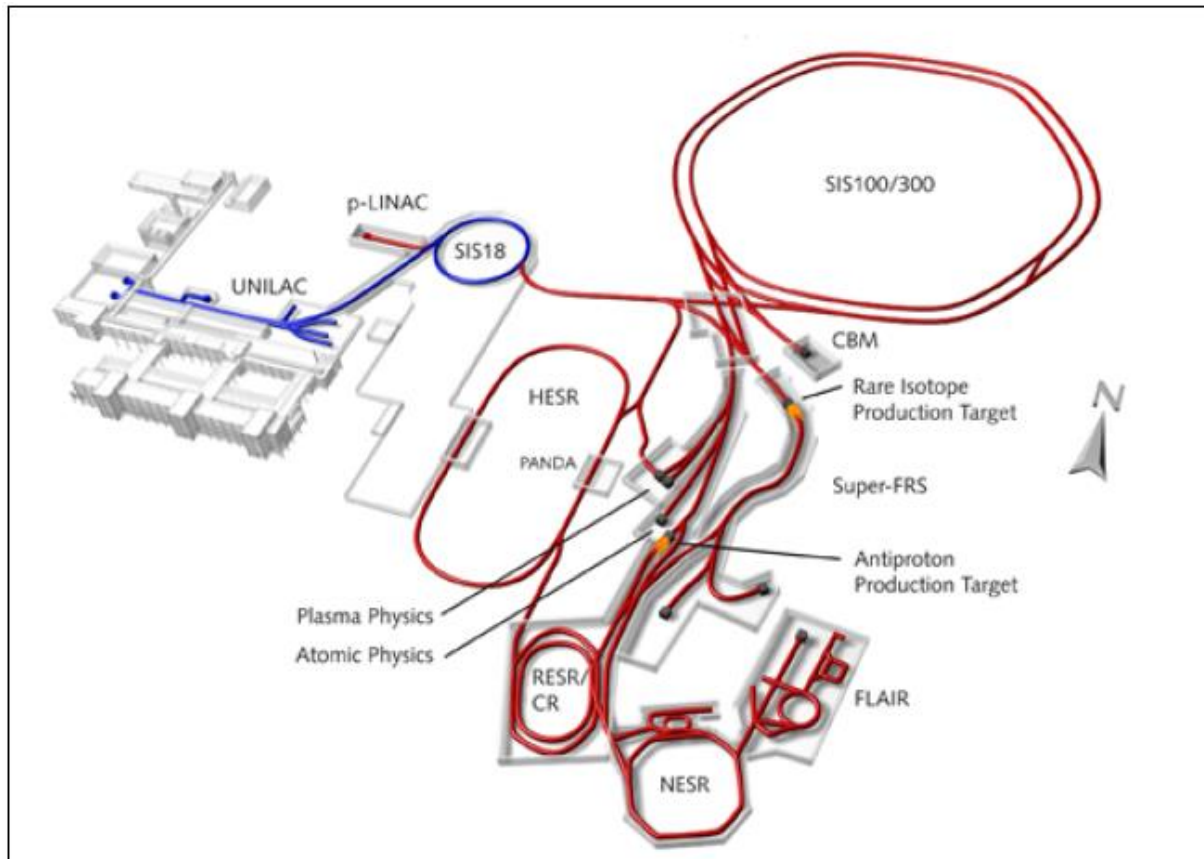 SIS100/300
p-LINAC
SIS18
UNILAC
CBM
HESR
Rare Isotope
Production Target
N
PANDA
Super-FRS
Antiproton
Production Target
Plasma Physics
Atomic Physics
RESR/
CR
FLAIR
NESR